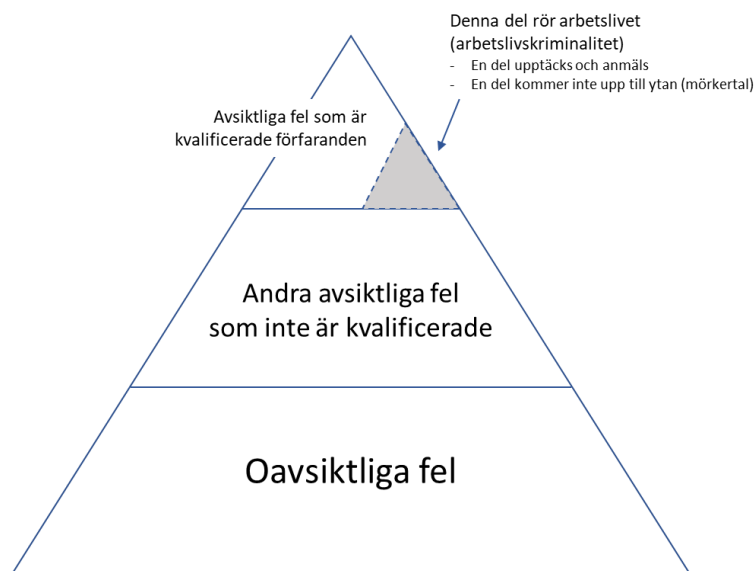 Denna del rör arbetslivet
(arbetslivskriminalitet)
- En del upptäcks och anmäls
- En del kommer inte upp till ytan (mörkertal)
Avsiktliga fel som är
kvalificerade förfaranden
Andra avsiktliga fel
som inte är kvalificerade
Oavsiktliga fel